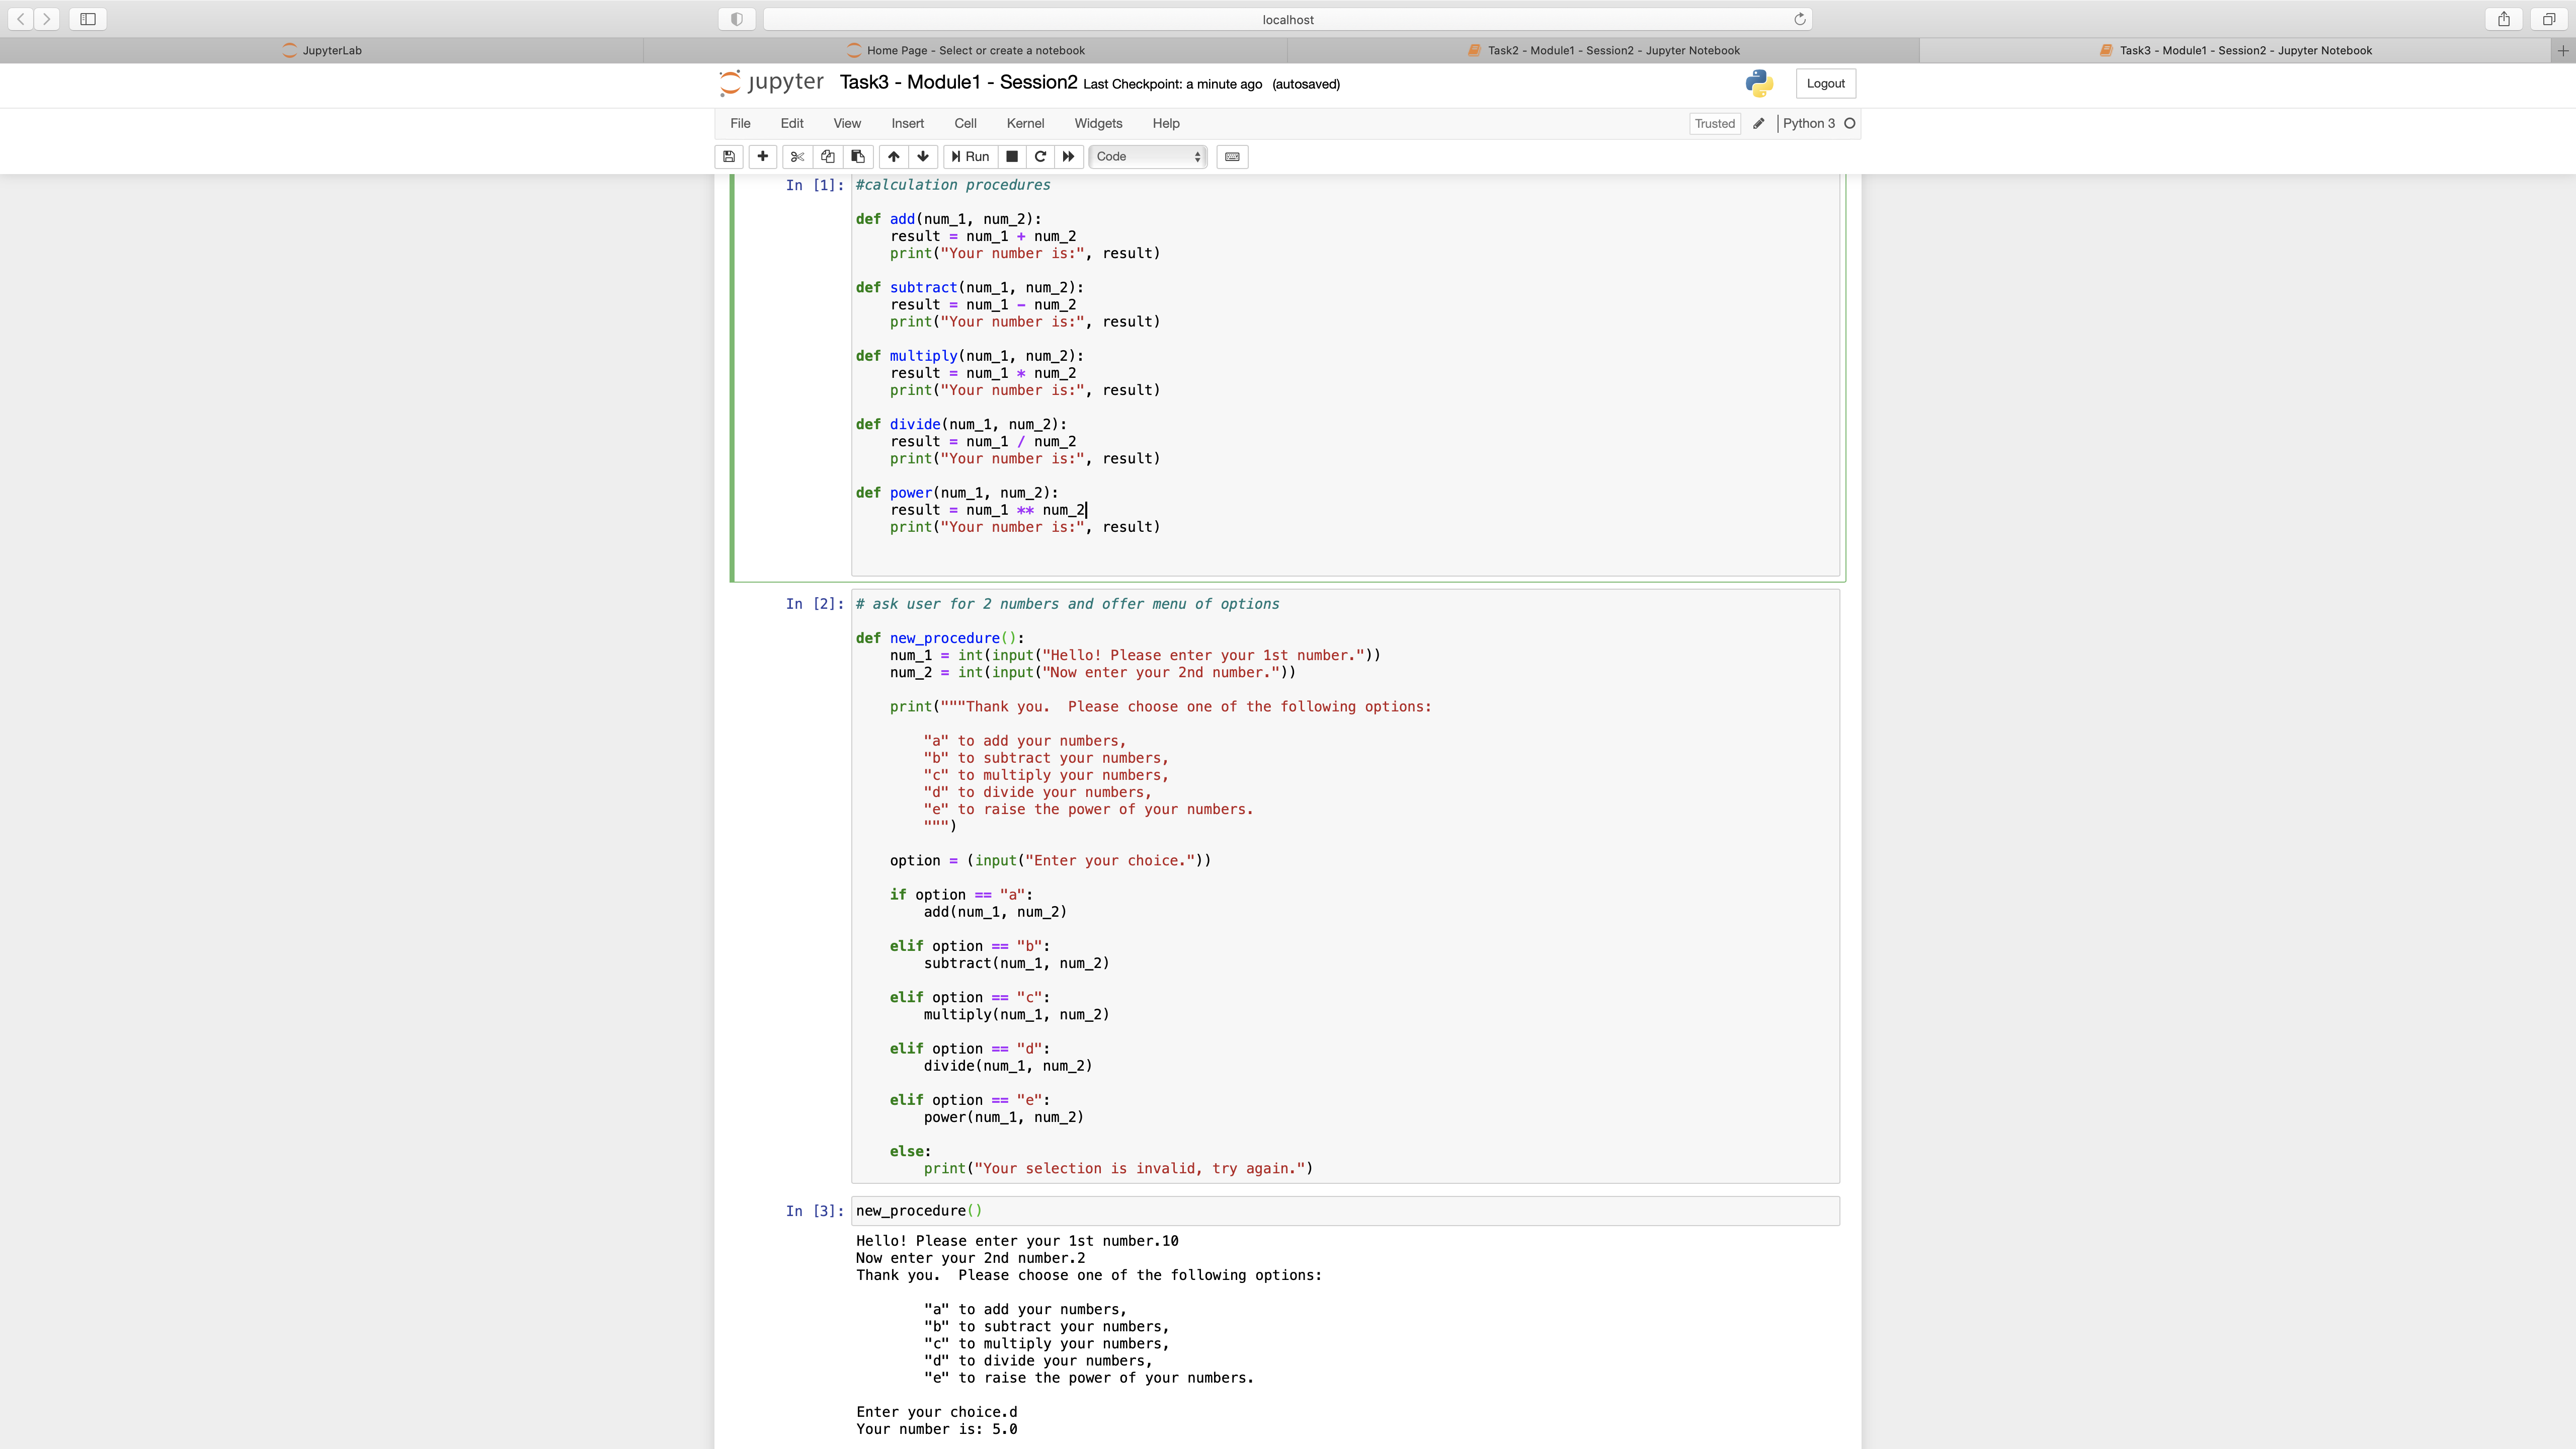 localhost
JupyterLab
Home Page - Select or create a notebook
Task2 - Module1 - Session2 - Jupyter Notebook
Task3 - Module1 - Session2 - Jupyter Notebook
jupyter Task3 - Module1 - Session2 Last Checkpoint: a minute ago (autosaved)
Logout
File Edit View Insert Cell Kernel Widgets Help
Trusted Python 3
Run Code
In [1]: #calculation procedures
def add(num_1, num_2):
    result = num_1 + num_2
    print("Your number is:", result)
def subtract(num_1, num_2):
    result = num_1 - num_2
    print("Your number is:", result)
def multiply(num_1, num_2):
    result = num_1 * num_2
    print("Your number is:", result)
def divide(num_1, num_2):
    result = num_1 / num_2
    print("Your number is:", result)
def power(num_1, num_2):
    result = num_1 ** num_2
    print("Your number is:", result)
In [2]: # ask user for 2 numbers and offer menu of options
def new_procedure():
    num_1 = int(input("Hello! Please enter your 1st number."))
    num_2 = int(input("Now enter your 2nd number."))
    print("""Thank you.  Please choose one of the following options:
        "a" to add your numbers,
        "b" to subtract your numbers,
        "c" to multiply your numbers,
        "d" to divide your numbers,
        "e" to raise the power of your numbers.
        """)
    option = (input("Enter your choice."))
    if option == "a":
        add(num_1, num_2)
    elif option == "b":
        subtract(num_1, num_2)
    elif option == "c":
        multiply(num_1, num_2)
    elif option == "d":
        divide(num_1, num_2)
    elif option == "e":
        power(num_1, num_2)
    else:
        print("Your selection is invalid, try again.")
In [3]: new_procedure()
Hello! Please enter your 1st number.10
Now enter your 2nd number.2
Thank you.  Please choose one of the following options:
        "a" to add your numbers,
        "b" to subtract your numbers,
        "c" to multiply your numbers,
        "d" to divide your numbers,
        "e" to raise the power of your numbers.
Enter your choice.d
Your number is: 5.0